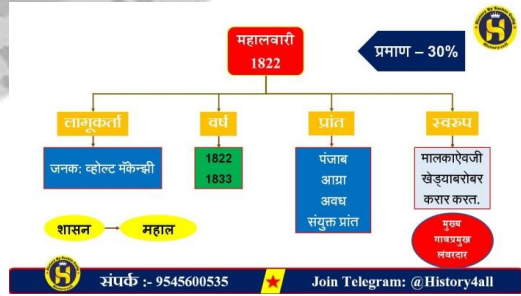 महालवारी
1822
प्रमाण – 30%
लागूकर्ता
वर्ष
प्रांत
स्वरुप
जनक: व्होल्ट मॅकेन्झी
1822
1833
पंजाब
आग्रा
अवध
संयुक्त प्रांत
मालकाऐवजी
खेड्याबरोबर
करार करत.
शासन
महाल
मुख्य
गावप्रमुख
लंवरदार
संपर्क :- 9545600535
Join Telegram: @History4all